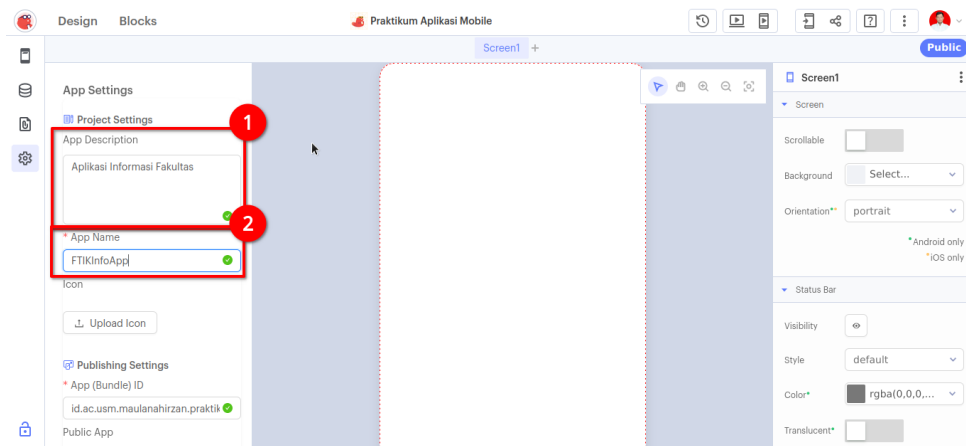 Design Blocks Praktikum Aplikasi Mobile
Screen1 +
Public
App Settings
Project Settings
1
App Description
Aplikasi Informasi Fakultas
2
* App Name
FTIKInfoApp
Icon
Upload Icon
Publishing Settings
* App (Bundle) ID
id.ac.usm.maulanahirzan.praktik
Public App
Screen1
Screen
Scrollable
Background Select...
Orientation** portrait
*Android only
*iOS only
Status Bar
Visibility
Style default
Color* rgba(0,0,0,...
Translucent*